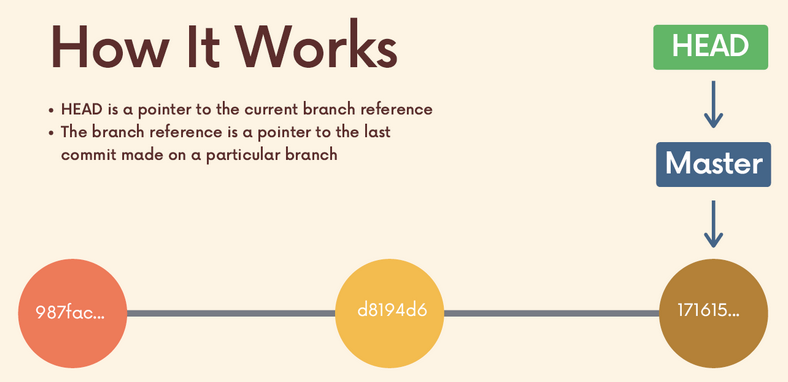 How It Works
• HEAD is a pointer to the current branch reference
• The branch reference is a pointer to the last
commit made on a particular branch
HEAD
Master
987fac...
d8194d6
171615...